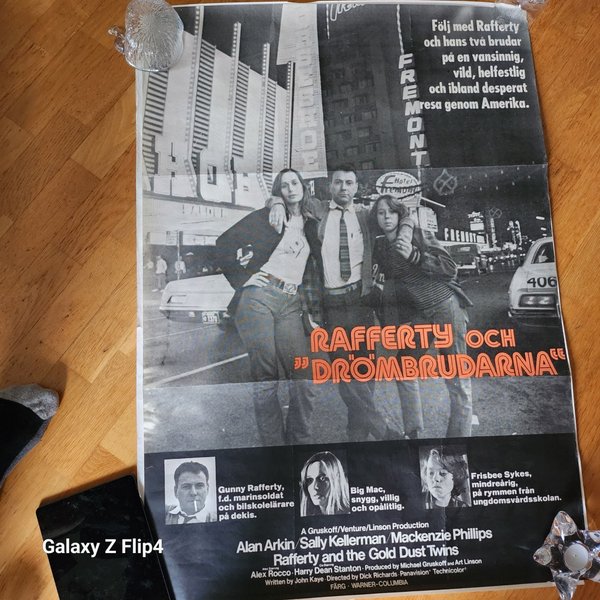 Följ med Rafferty
och hans två brudar
på en vansinnig,
vild, helfestlig
och ibland desperat
resa genom Amerika.
FREMONT
406
RAFFERTY OCH
”DRÖMBRUDARNA“
Gunny Rafferty,
f.d. marinsoldat
och bilskolelärare
på dekis.
Big Mac,
snygg, villig
och opålitlig.
Frisbee Sykes,
mindreårig,
på rymmen från
ungdomsvårdsskolan.
A Gruskoff/Venture/Linson Production
Alan Arkin/Sally Kellerman/Mackenzie Phillips
Rafferty and the Gold Dust Twins
Alex Rocco · Harry Dean Stanton · Produced by Michael Gruskoff and Art Linson
Written by John Kaye · Directed by Dick Richards · Panavision® Technicolor®
FÄRG · WARNER-COLUMBIA
Galaxy Z Flip4